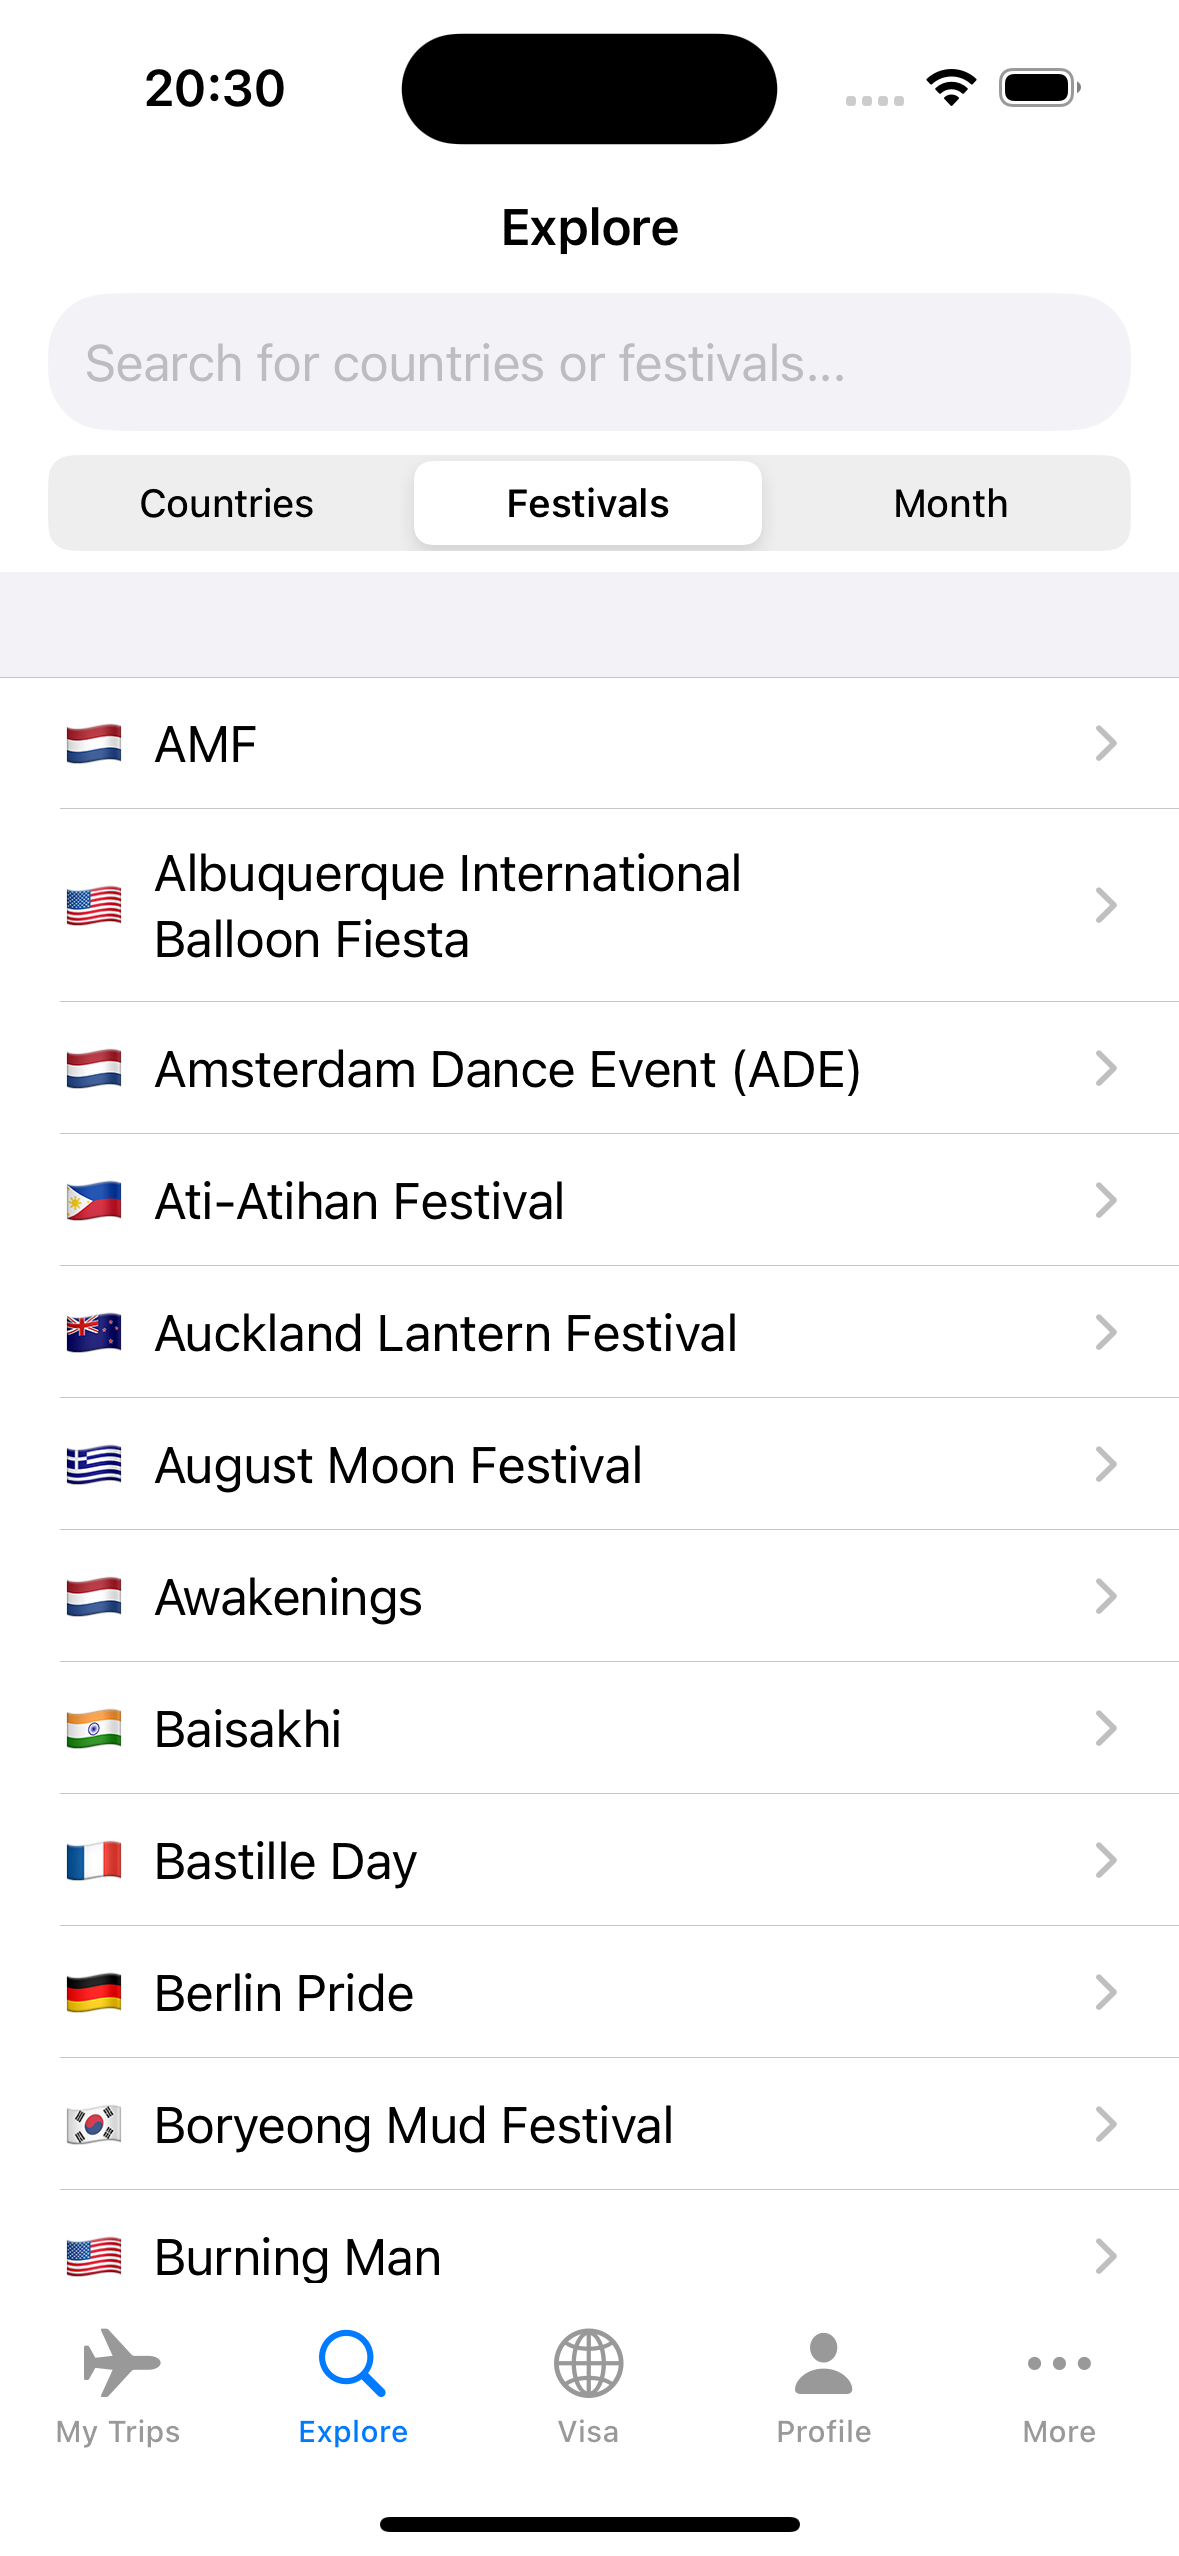 20:30
Explore
Search for countries or festivals...
Countries
Festivals
Month
AMF
Albuquerque International
Balloon Fiesta
Amsterdam Dance Event (ADE)
Ati-Atihan Festival
Auckland Lantern Festival
August Moon Festival
Awakenings
Baisakhi
Bastille Day
Berlin Pride
Boryeong Mud Festival
Burning Man
My Trips
Explore
Visa
Profile
More